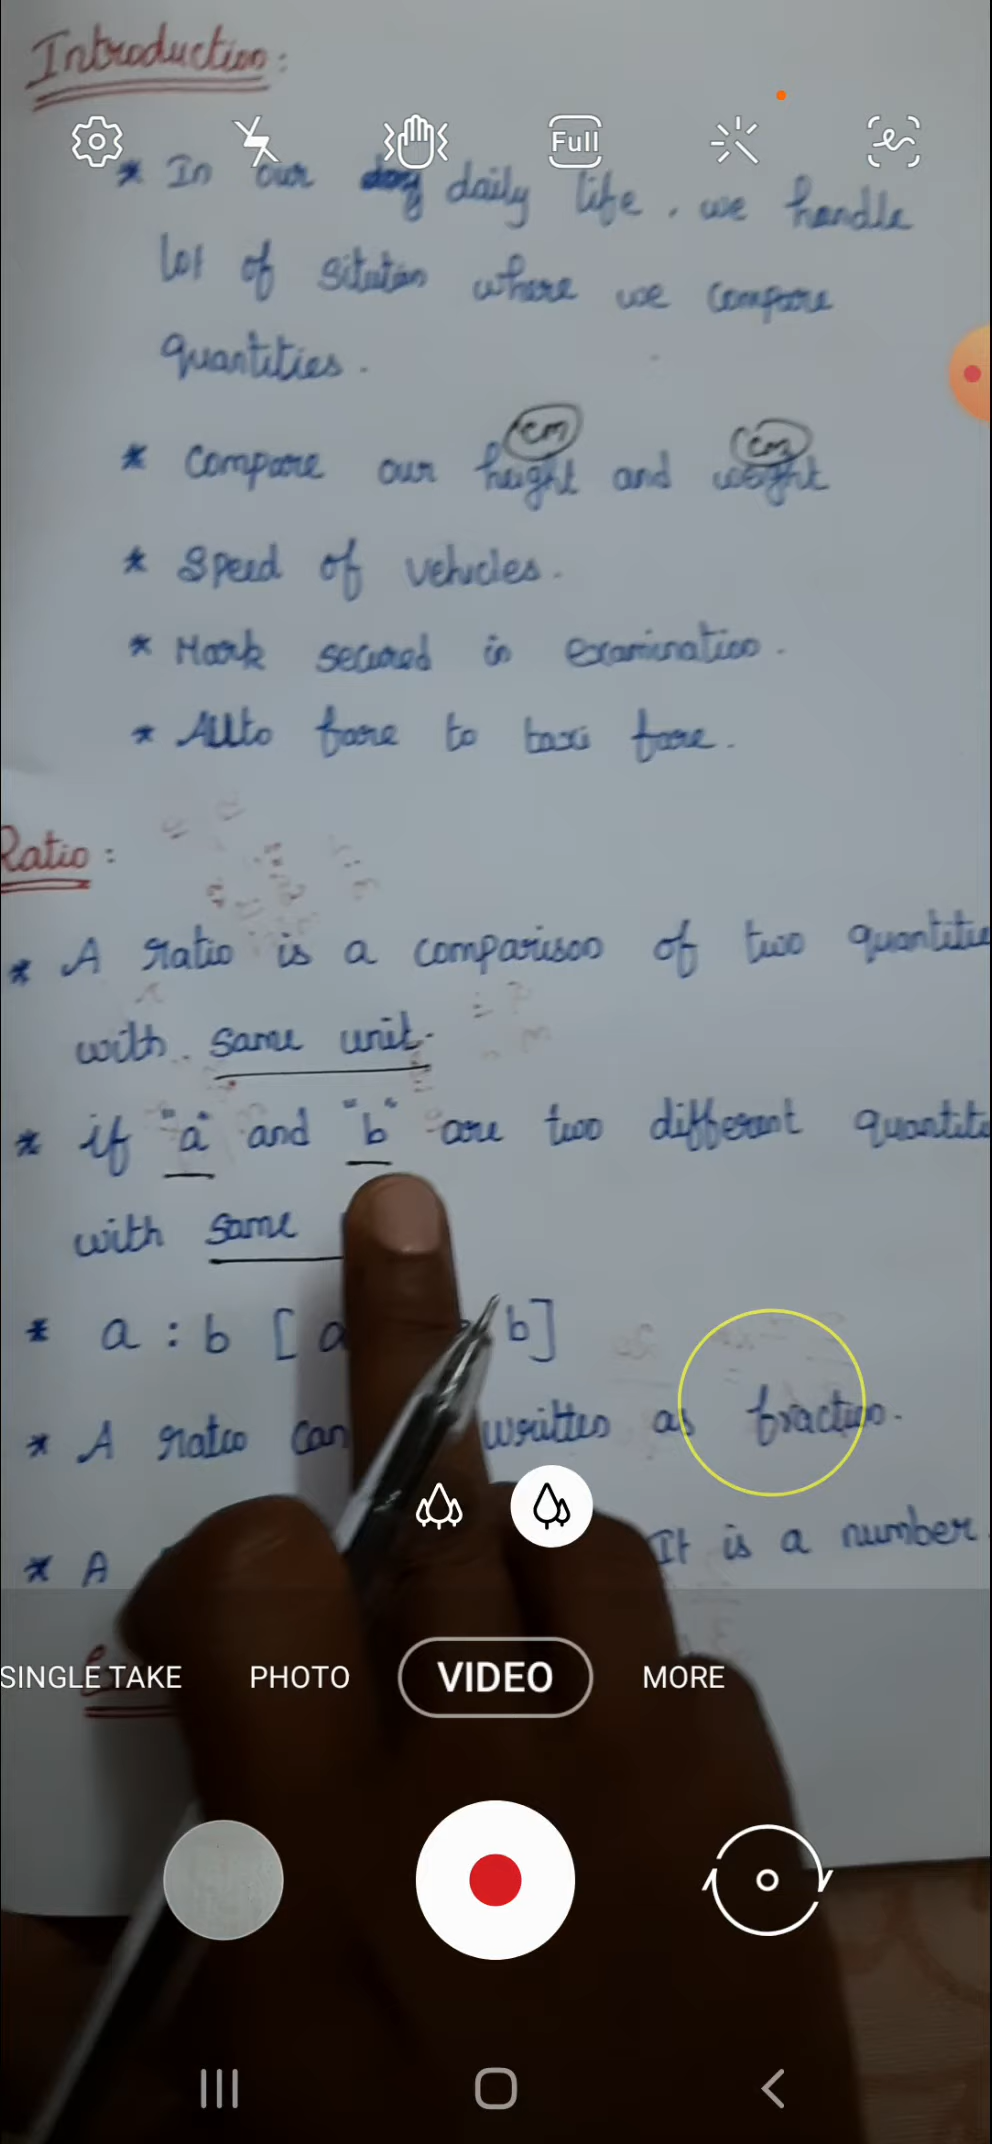 Introduction:
Full
* In our day daily life, we handle
lot of sitution where we compare
quantities.
cm cm
* Compare our height and weight
* Speed of vehicles.
* Mark secured in examination.
* Auto fare to taxi fare.
Ratio:
* A ratio is a comparison of two quantitie
with same unit.
* if "a" and "b" are two different quantite
with same
* a : b [ a b]
* A ratio can written as fraction.
* A It is a number
SINGLE TAKE PHOTO VIDEO MORE